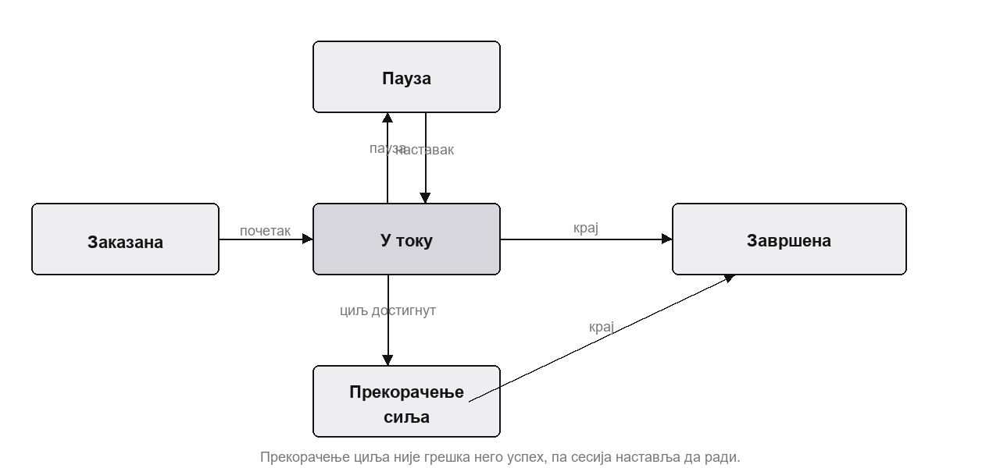 Пауза
пауза
наставак
Заказана
почетак
У току
крај
Завршена
циљ достигнут
крај
Прекорачење
сиља
Прекорачење циља није грешка него успех, па сесија наставља да ради.